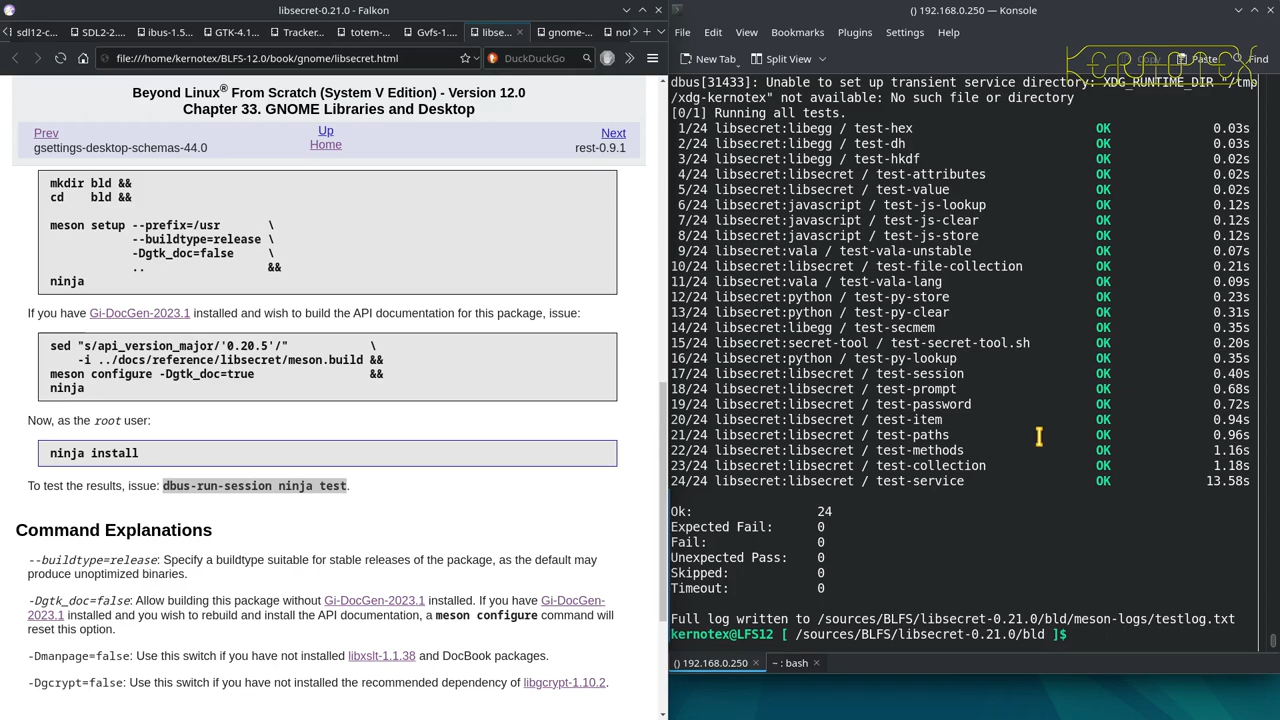 libsecret-0.21.0 - Falkon
sdl12-c...
SDL2-2....
ibus-1.5...
GTK-4.1...
Tracker...
totem-...
Gvfs-1....
libse...
gnome-...
file:///home/kernotex/BLFS-12.0/book/gnome/libsecret.html
DuckDuckGo
Beyond Linux® From Scratch (System V Edition) - Version 12.0
Chapter 33. GNOME Libraries and Desktop
Prev
Up
Next
gsettings-desktop-schemas-44.0
Home
rest-0.9.1
mkdir bld &&
cd    bld &&
meson setup --prefix=/usr       \
            --buildtype=release \
            -Dgtk_doc=false     \
            ..                  &&
ninja
If you have Gi-DocGen-2023.1 installed and wish to build the API documentation for this package, issue:
sed "s/api_version_major/'0.20.5'/"            \
    -i ../docs/reference/libsecret/meson.build &&
meson configure -Dgtk_doc=true                 &&
ninja
Now, as the root user:
ninja install
To test the results, issue: dbus-run-session ninja test.
Command Explanations
--buildtype=release: Specify a buildtype suitable for stable releases of the package, as the default may
produce unoptimized binaries.
-Dgtk_doc=false: Allow building this package without Gi-DocGen-2023.1 installed. If you have Gi-DocGen-
2023.1 installed and you wish to rebuild and install the API documentation, a meson configure command will
reset this option.
-Dmanpage=false: Use this switch if you have not installed libxslt-1.1.38 and DocBook packages.
-Dgcrypt=false: Use this switch if you have not installed the recommended dependency of libgcrypt-1.10.2.
() 192.168.0.250 — Konsole
File Edit View Bookmarks Plugins Settings Help
New Tab Split View Copy Paste Find
kernotex
dbus[31433]: Unable to set up transient service directory: XDG_RUNTIME_DIR "/tmp
/xdg-kernotex" not available: No such file or directory
[0/1] Running all tests.
1/24 libsecret:libegg / test-hex OK 0.03s
2/24 libsecret:libegg / test-dh OK 0.03s
3/24 libsecret:libegg / test-hkdf OK 0.02s
4/24 libsecret:libsecret / test-attributes OK 0.02s
5/24 libsecret:libsecret / test-value OK 0.02s
6/24 libsecret:javascript / test-js-lookup OK 0.12s
7/24 libsecret:javascript / test-js-clear OK 0.12s
8/24 libsecret:javascript / test-js-store OK 0.12s
9/24 libsecret:vala / test-vala-unstable OK 0.07s
10/24 libsecret:libsecret / test-file-collection OK 0.21s
11/24 libsecret:vala / test-vala-lang OK 0.09s
12/24 libsecret:python / test-py-store OK 0.23s
13/24 libsecret:python / test-py-clear OK 0.31s
14/24 libsecret:libegg / test-secmem OK 0.35s
15/24 libsecret:secret-tool / test-secret-tool.sh OK 0.20s
16/24 libsecret:python / test-py-lookup OK 0.35s
17/24 libsecret:libsecret / test-session OK 0.40s
18/24 libsecret:libsecret / test-prompt OK 0.68s
19/24 libsecret:libsecret / test-password OK 0.72s
20/24 libsecret:libsecret / test-item OK 0.94s
21/24 libsecret:libsecret / test-paths OK 0.96s
22/24 libsecret:libsecret / test-methods OK 1.16s
23/24 libsecret:libsecret / test-collection OK 1.18s
24/24 libsecret:libsecret / test-service OK 13.58s
Ok: 24
Expected Fail: 0
Fail: 0
Unexpected Pass: 0
Skipped: 0
Timeout: 0
Full log written to /sources/BLFS/libsecret-0.21.0/bld/meson-logs/testlog.txt
kernotex@LFS12 [ /sources/BLFS/libsecret-0.21.0/bld ]$
() 192.168.0.250
~ : bash